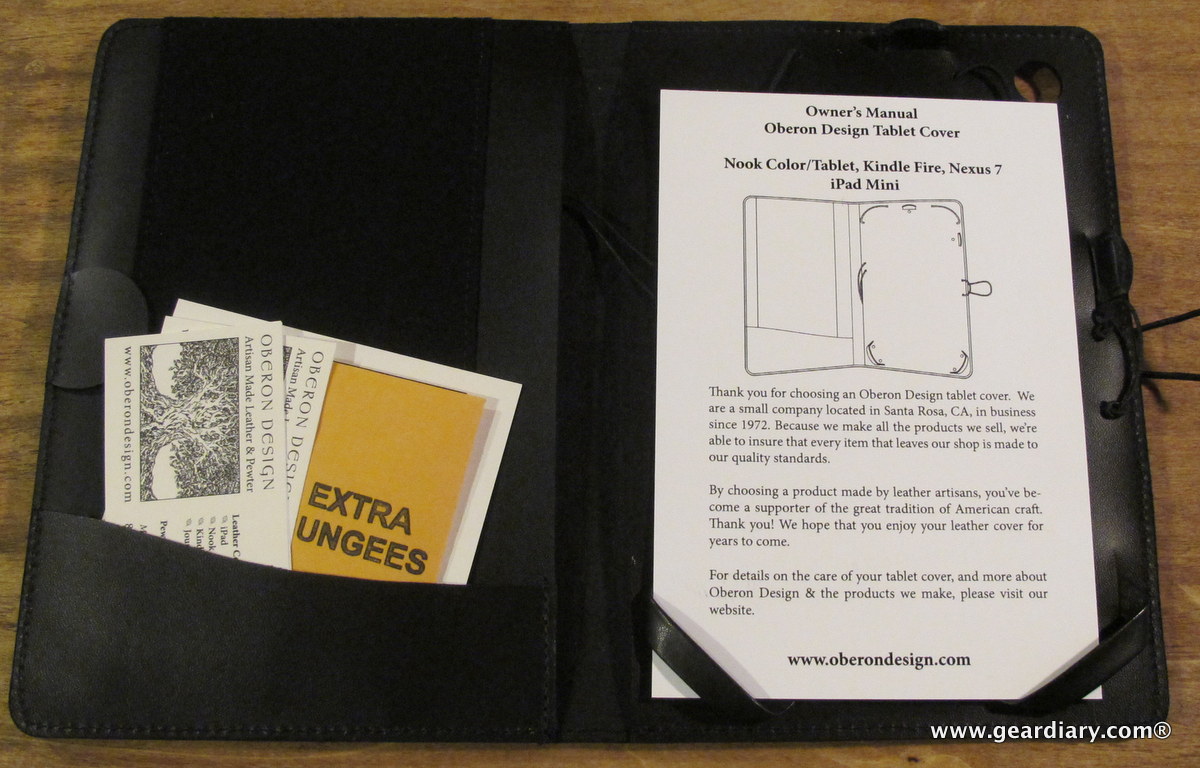 Owner's Manual
Oberon Design Tablet Cover
Nook Color/Tablet, Kindle Fire, Nexus 7
iPad Mini
Thank you for choosing an Oberon Design tablet cover. We
are a small company located in Santa Rosa, CA, in business
since 1972. Because we make all the products we sell, we're
able to insure that every item that leaves our shop is made to
our quality standards.
By choosing a product made by leather artisans, you've be-
come a supporter of the great tradition of American craft.
Thank you! We hope that you enjoy your leather cover for
years to come.
For details on the care of your tablet cover, and more about
Oberon Design & the products we make, please visit our
website.
www.oberondesign.com
OBERON DESIGN
Artisan Made Leather & Pewter
www.oberondesign.com
Leather
iPad
Nook
OBERON DESIGN
Artisan Made
EXTRA
UNGEES
www.geardiary.com®